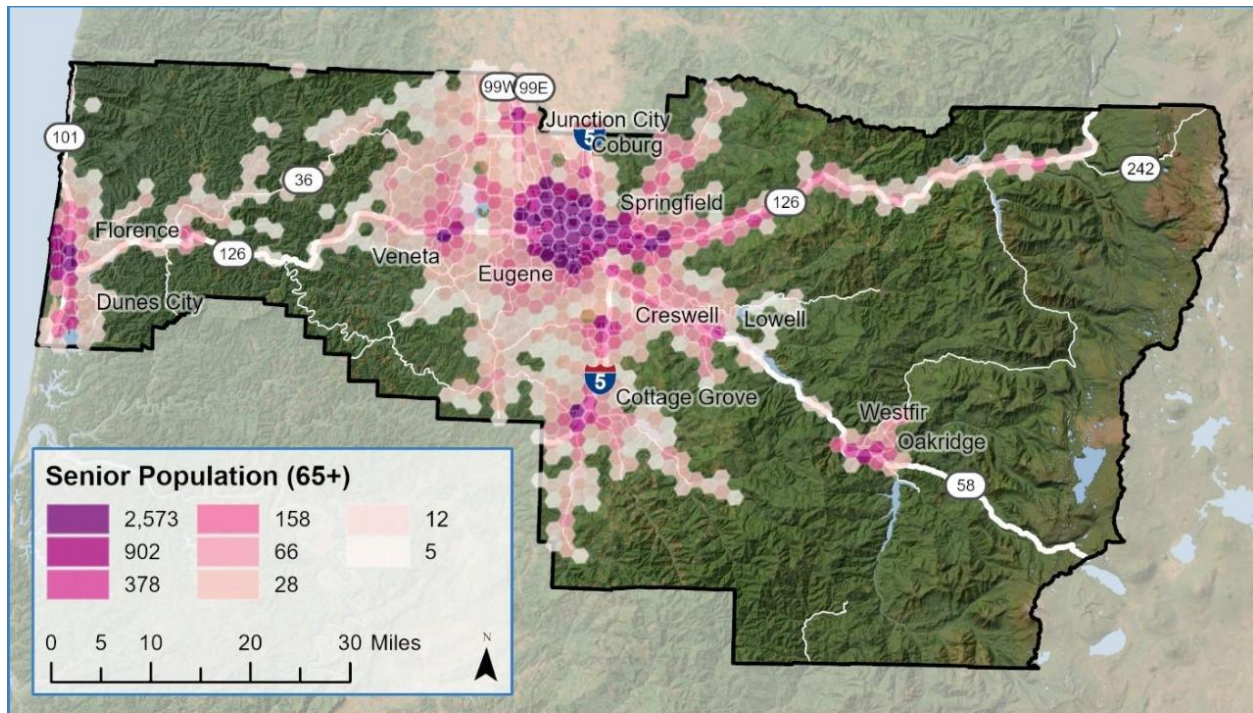 99W 99E
101
Junction City
5
Coburg
36
242
Springfield
126
Florence
126
Veneta
Eugene
Dunes City
Creswell
Lowell
5
Cottage Grove
Westfir
Oakridge
58
Senior Population (65+)
2,573 158 12
902 66 5
378 28
0 5 10 20 30 Miles
N